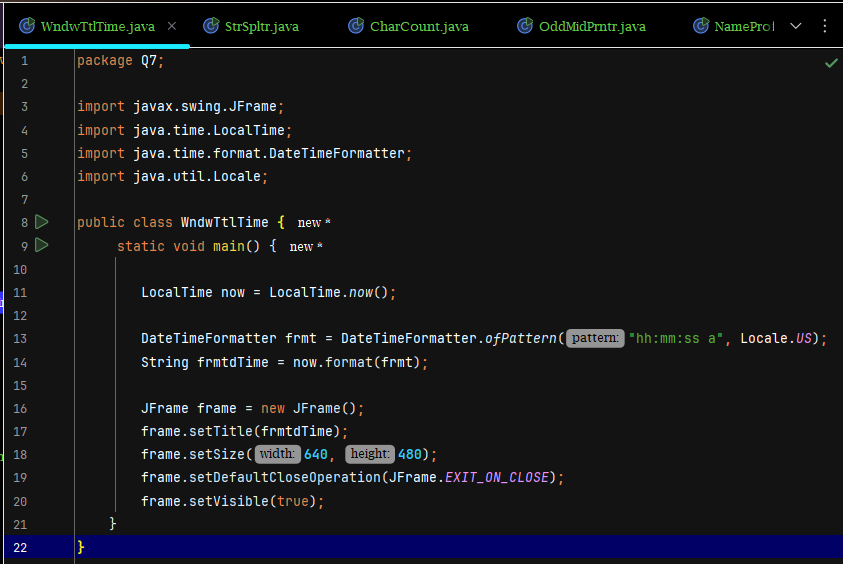 WndwTtlTime.java StrSpltr.java CharCount.java OddMidPrntr.java NameProf
1 package Q7;
2
3 import javax.swing.JFrame;
4 import java.time.LocalTime;
5 import java.time.format.DateTimeFormatter;
6 import java.util.Locale;
7
8 public class WndwTtlTime { new *
9 static void main() { new *
10
11 LocalTime now = LocalTime.now();
12
13 DateTimeFormatter frmt = DateTimeFormatter.ofPattern( pattern: "hh:mm:ss a", Locale.US);
14 String frmtdTime = now.format(frmt);
15
16 JFrame frame = new JFrame();
17 frame.setTitle(frmtdTime);
18 frame.setSize( width: 640, height: 480);
19 frame.setDefaultCloseOperation(JFrame.EXIT_ON_CLOSE);
20 frame.setVisible(true);
21 }
22 }